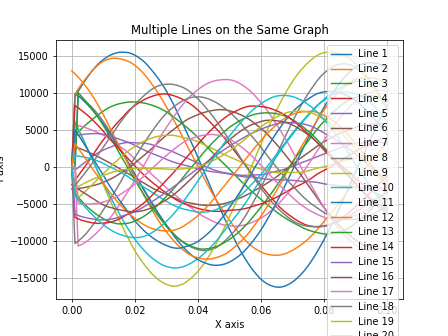 Multiple Lines on the Same Graph
15000
10000
5000
0
−5000
−10000
−15000
0.00
0.02
0.04
0.06
X axis
Line 1
Line 2
Line 3
Line 4
Line 5
Line 6
Line 7
Line 8
Line 9
Line 10
Line 11
Line 12
Line 13
Line 14
Line 15
Line 16
Line 17
Line 18
Line 19
Line 20